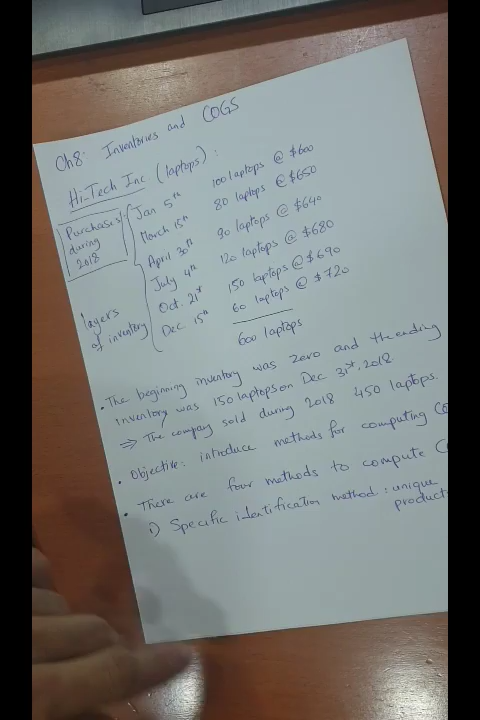 Ch8: Inventories and COGS
Hi-Tech Inc. (laptops):
Purchases during 2018
layers of inventory
Jan 5th 100 laptops @ $600
March 15th 80 laptops @ $650
April 30th 90 laptops @ $640
July 4th 120 laptops @ $680
Oct. 21st 150 laptops @ $690
Dec. 15th 60 laptops @ $720
600 laptops
• The beginning inventory was zero and the ending
inventory was 150 laptops on Dec 31st, 2018.
⇒ The company sold during 2018 450 laptops.
• Objective: introduce methods for computing CO
• There are four methods to compute C
1) Specific identification method: unique
product